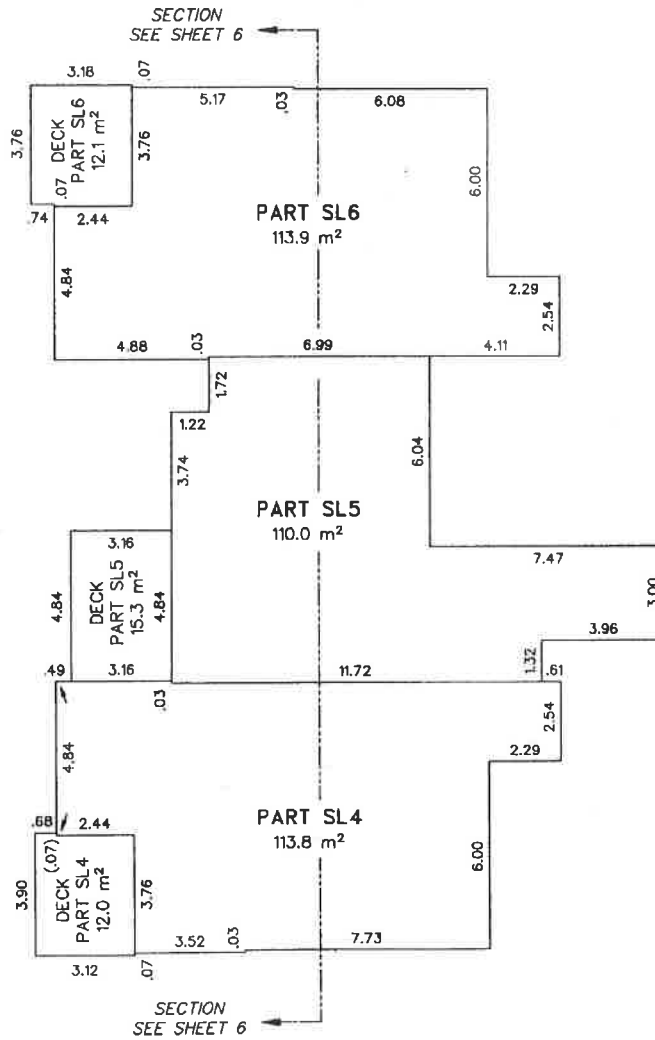 SECTION
SEE SHEET 6
3.18
.07
5.17
.03
6.08
3.76
DECK
PART SL6
12.1 m²
3.76
.07
6.00
.74
2.44
PART SL6
113.9 m²
4.84
2.29
2.54
4.88
.03
6.99
4.11
1.72
1.22
3.74
6.04
PART SL5
110.0 m²
3.16
7.47
4.84
DECK
PART SL5
15.3 m²
4.84
3.00
3.96
1.32
.49
3.16
.03
11.72
.61
2.54
4.84
2.29
.68
2.44
PART SL4
113.8 m²
6.00
3.90
DECK
(.07)
PART SL4
12.0 m²
3.76
3.52
.03
7.73
3.12
.07
SECTION
SEE SHEET 6